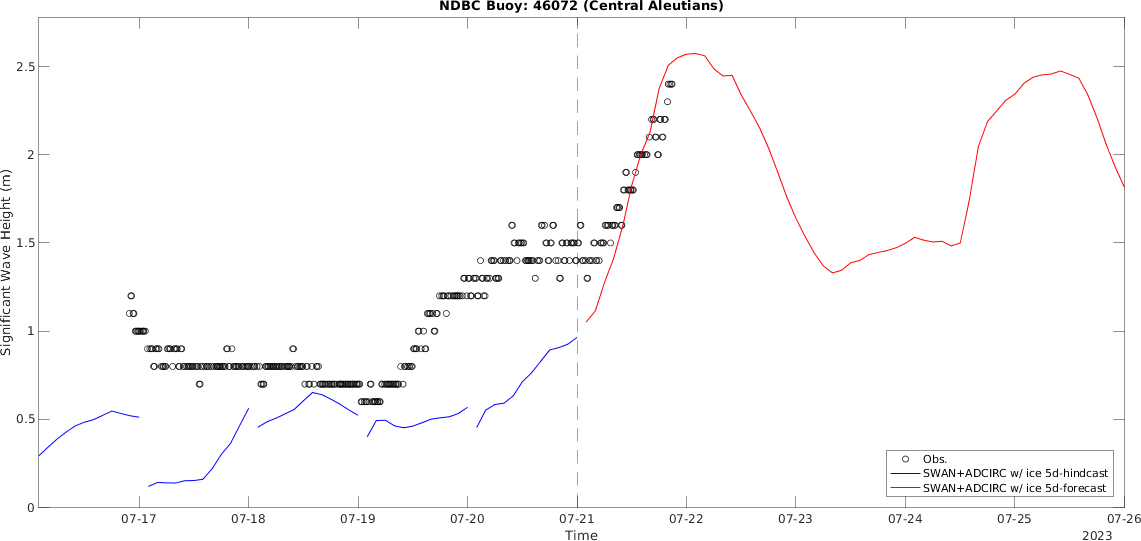 NDBC Buoy: 46072 (Central Aleutians)
Significant Wave Height (m)
2.5
2
1.5
1
0.5
0
Obs.
SWAN+ADCIRC w/ ice 5d-hindcast
SWAN+ADCIRC w/ ice 5d-forecast
07-17 07-18 07-19 07-20 07-21 07-22 07-23 07-24 07-25 07-26
Time
2023